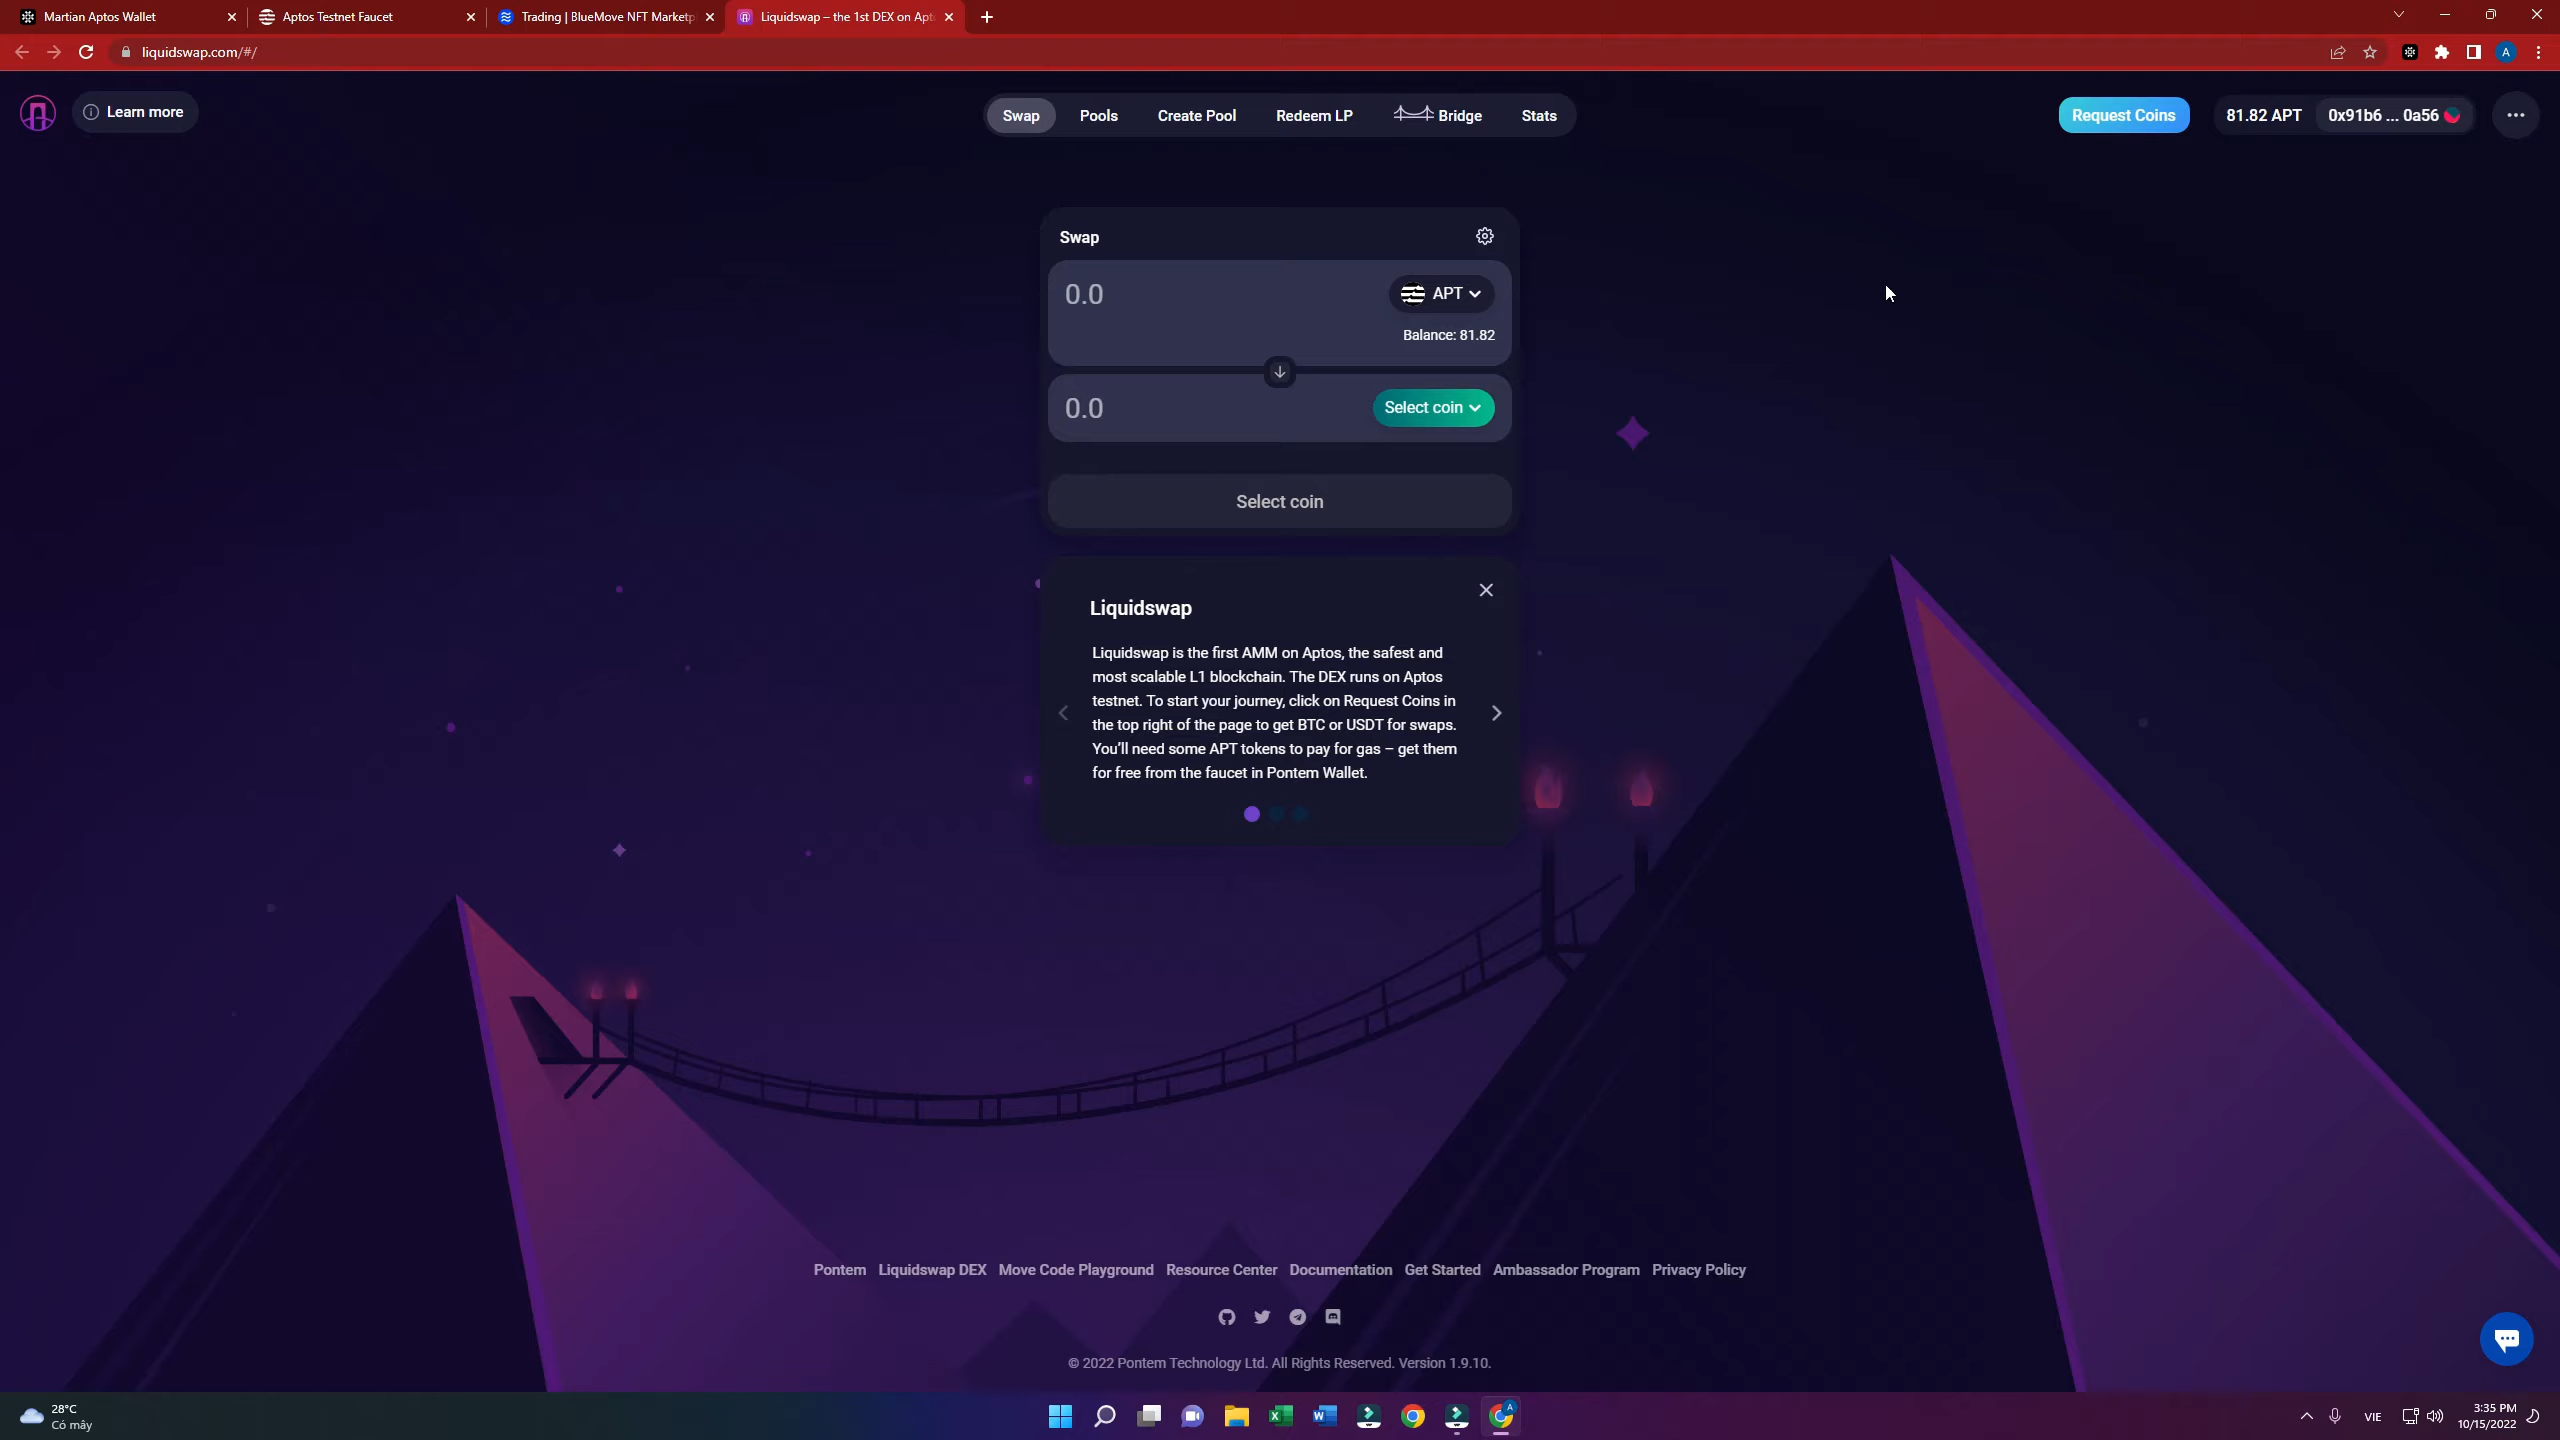 Martian Aptos Wallet
Aptos Testnet Faucet
Trading | BlueMove NFT Marketp
Liquidswap – the 1st DEX on Apt
liquidswap.com/#/
A
Learn more
Swap
Pools
Create Pool
Redeem LP
Bridge
Stats
Request Coins
81.82 APT
0x91b6 ... 0a56
Swap
0.0
APT
Balance: 81.82
0.0
Select coin
Select coin
Liquidswap
Liquidswap is the first AMM on Aptos, the safest and
most scalable L1 blockchain. The DEX runs on Aptos
testnet. To start your journey, click on Request Coins in
the top right of the page to get BTC or USDT for swaps.
You'll need some APT tokens to pay for gas – get them
for free from the faucet in Pontem Wallet.
Pontem Liquidswap DEX Move Code Playground Resource Center Documentation Get Started Ambassador Program Privacy Policy
© 2022 Pontem Technology Ltd. All Rights Reserved. Version 1.9.10.
28°C
Có mây
A
VIE
3:35 PM
10/15/2022